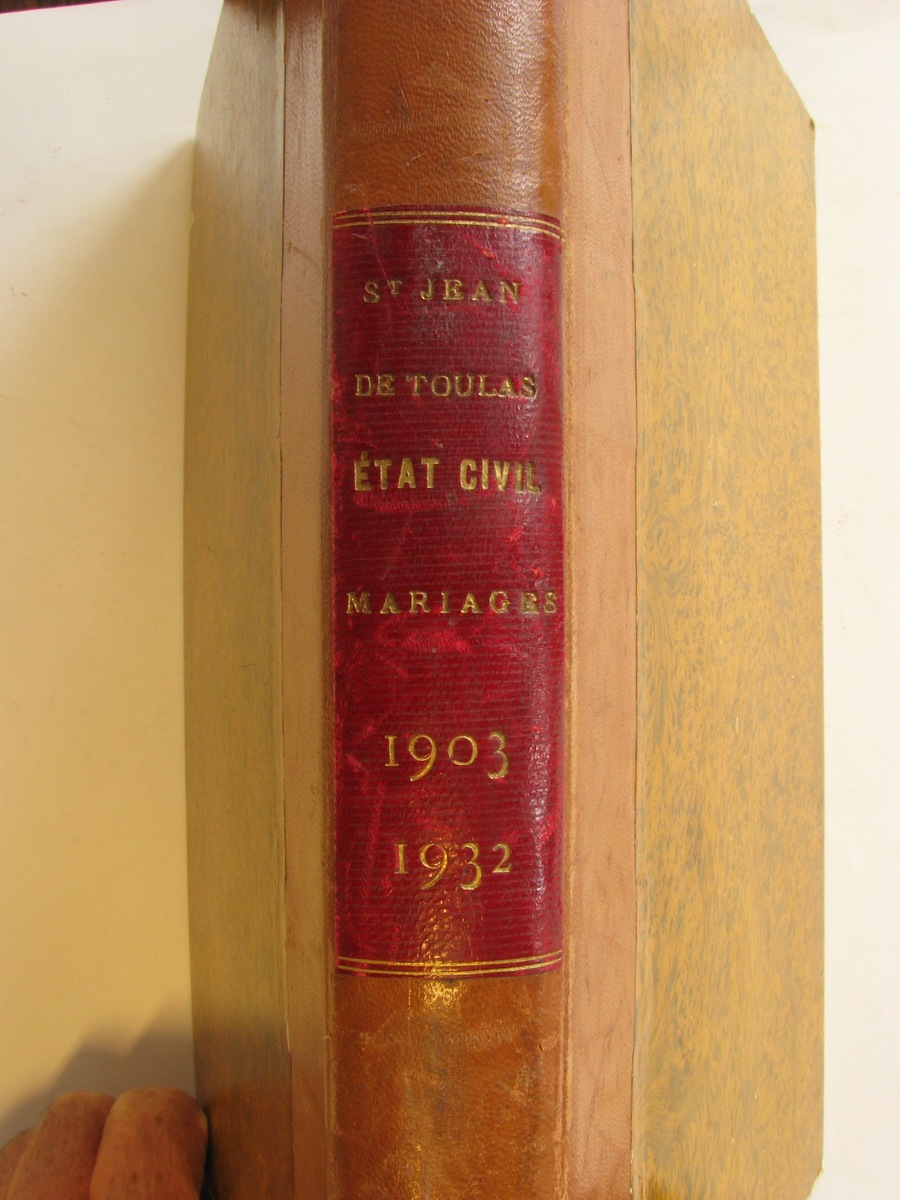 ST JEAN
DE TOULAS
ÉTAT CIVIL
MARIAGES
1903
1932